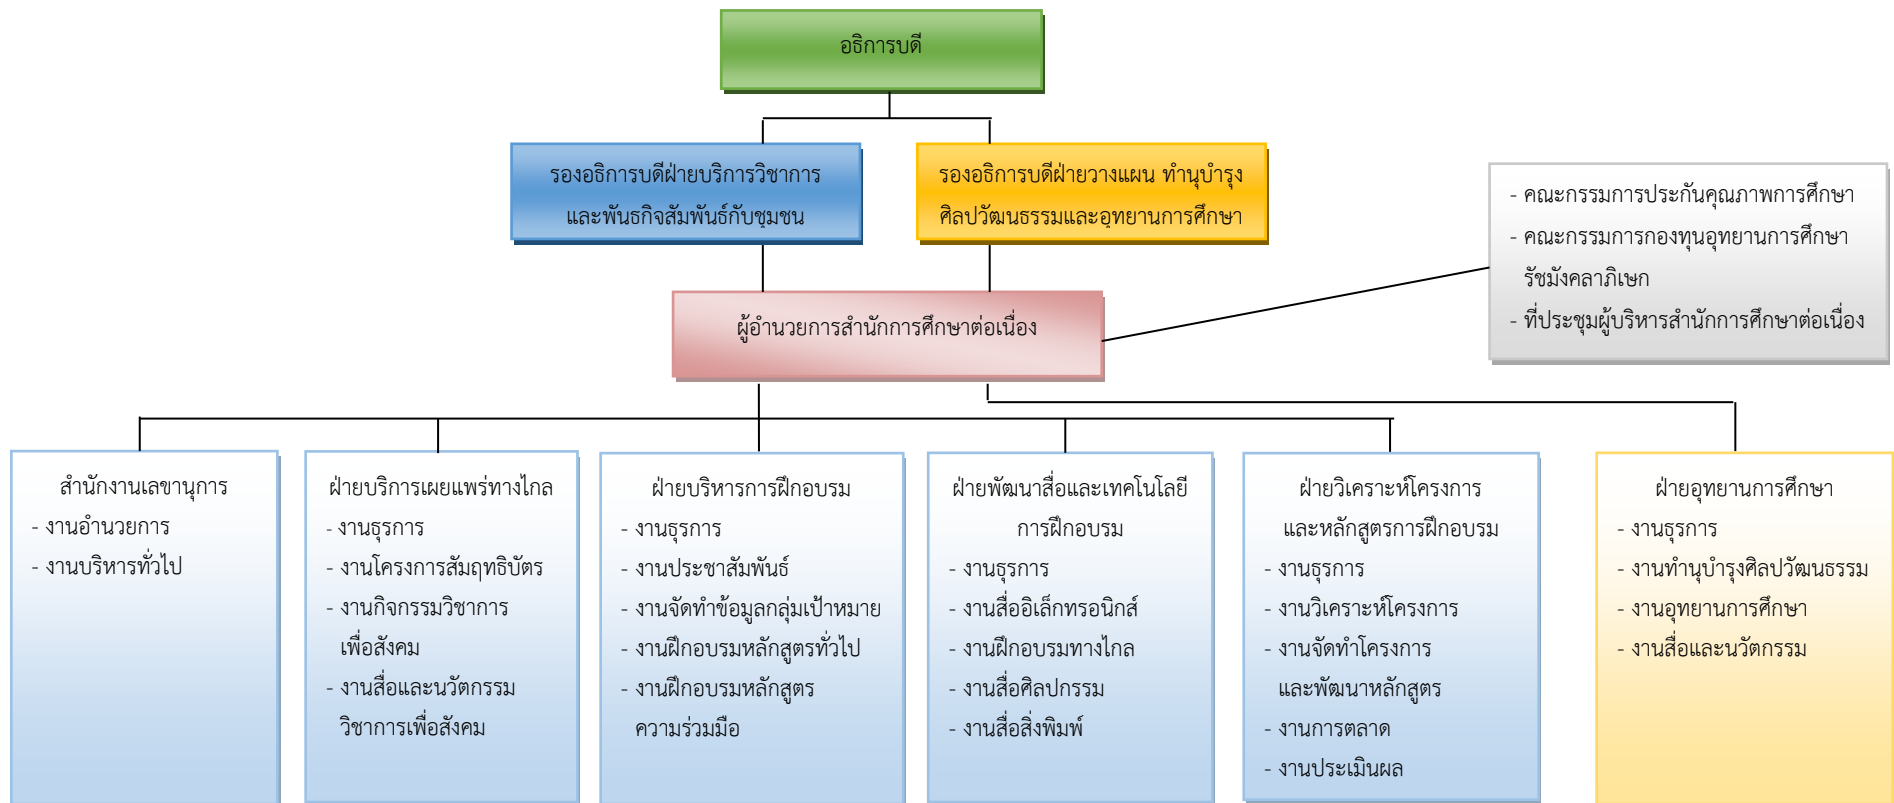 อธิการบดี
รองอธิการบดีฝ่ายบริการวิชาการ
และพันธกิจสัมพันธ์กับชุมชน
รองอธิการบดีฝ่ายวางแผน ทำนุบำรุง
ศิลปวัฒนธรรมและอุทยานการศึกษา
- คณะกรรมการประกันคุณภาพการศึกษา
- คณะกรรมการกองทุนอุทยานการศึกษา
รัชมังคลาภิเษก
- ที่ประชุมผู้บริหารสำนักการศึกษาต่อเนื่อง
ผู้อำนวยการสำนักการศึกษาต่อเนื่อง
สำนักงานเลขานุการ
- งานอำนวยการ
- งานบริหารทั่วไป
ฝ่ายบริการเผยแพร่ทางไกล
- งานธุรการ
- งานโครงการสัมฤทธิบัตร
- งานกิจกรรมวิชาการ
เพื่อสังคม
- งานสื่อและนวัตกรรม
วิชาการเพื่อสังคม
ฝ่ายบริหารการฝึกอบรม
- งานธุรการ
- งานประชาสัมพันธ์
- งานจัดทำข้อมูลกลุ่มเป้าหมาย
- งานฝึกอบรมหลักสูตรทั่วไป
- งานฝึกอบรมหลักสูตร
ความร่วมมือ
ฝ่ายพัฒนาสื่อและเทคโนโลยี
การฝึกอบรม
- งานธุรการ
- งานสื่ออิเล็กทรอนิกส์
- งานฝึกอบรมทางไกล
- งานสื่อศิลปกรรม
- งานสื่อสิ่งพิมพ์
ฝ่ายวิเคราะห์โครงการ
และหลักสูตรการฝึกอบรม
- งานธุรการ
- งานวิเคราะห์โครงการ
- งานจัดทำโครงการ
และพัฒนาหลักสูตร
- งานการตลาด
- งานประเมินผล
ฝ่ายอุทยานการศึกษา
- งานธุรการ
- งานทำนุบำรุงศิลปวัฒนธรรม
- งานอุทยานการศึกษา
- งานสื่อและนวัตกรรม